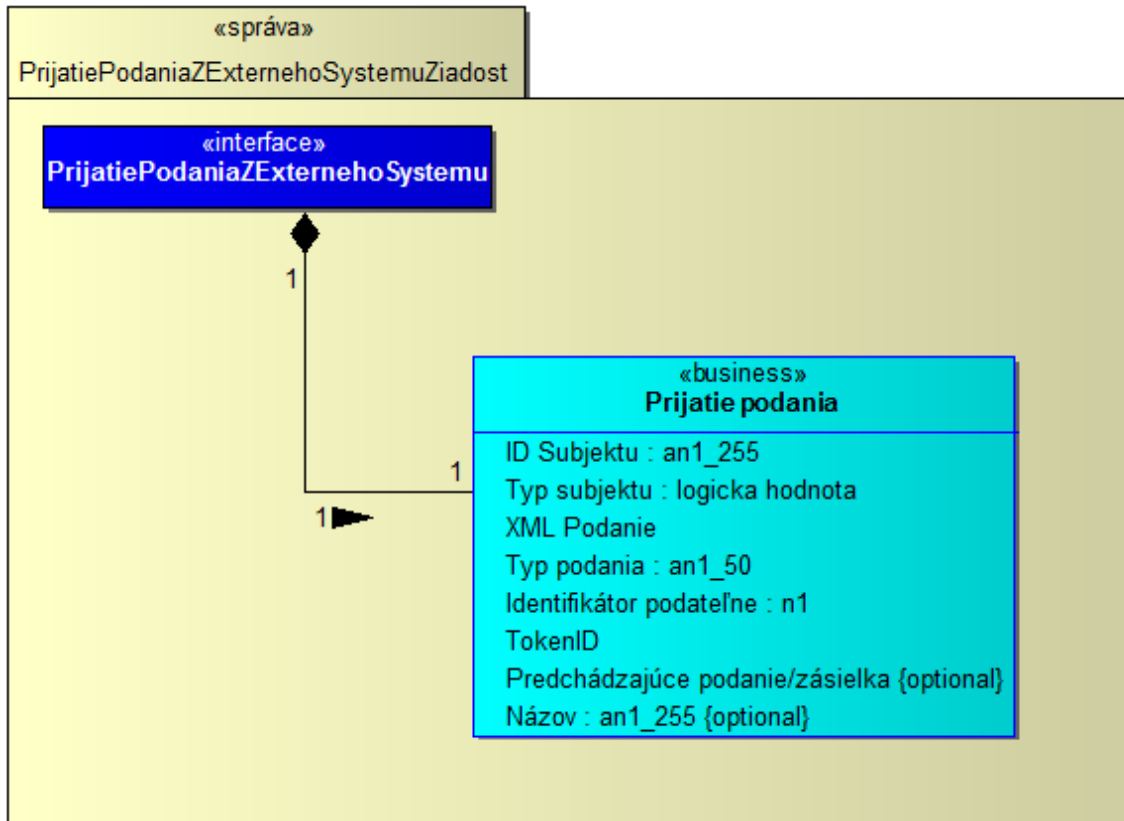 «správa»
PrijatiePodaniaZExternehoSystemuZiadost
«interface»
PrijatiePodaniaZExternehoSystemu
1
1
1
«business»
Prijatie podania
ID Subjektu : an1_255
Typ subjektu : logicka hodnota
XML Podanie
Typ podania : an1_50
Identifikátor podateľne : n1
TokenID
Predchádzajúce podanie/zásielka {optional}
Názov : an1_255 {optional}